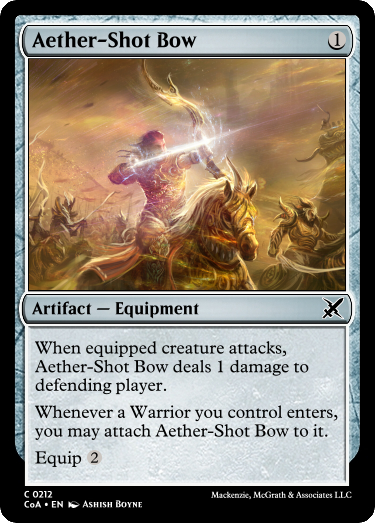 Aether-Shot Bow 1
Artifact — Equipment
When equipped creature attacks,
Aether-Shot Bow deals 1 damage to
defending player.
Whenever a Warrior you control enters,
you may attach Aether-Shot Bow to it.
Equip 2
C 0212
CoA • EN Ashish Boyne
Mackenzie, McGrath & Associates LLC